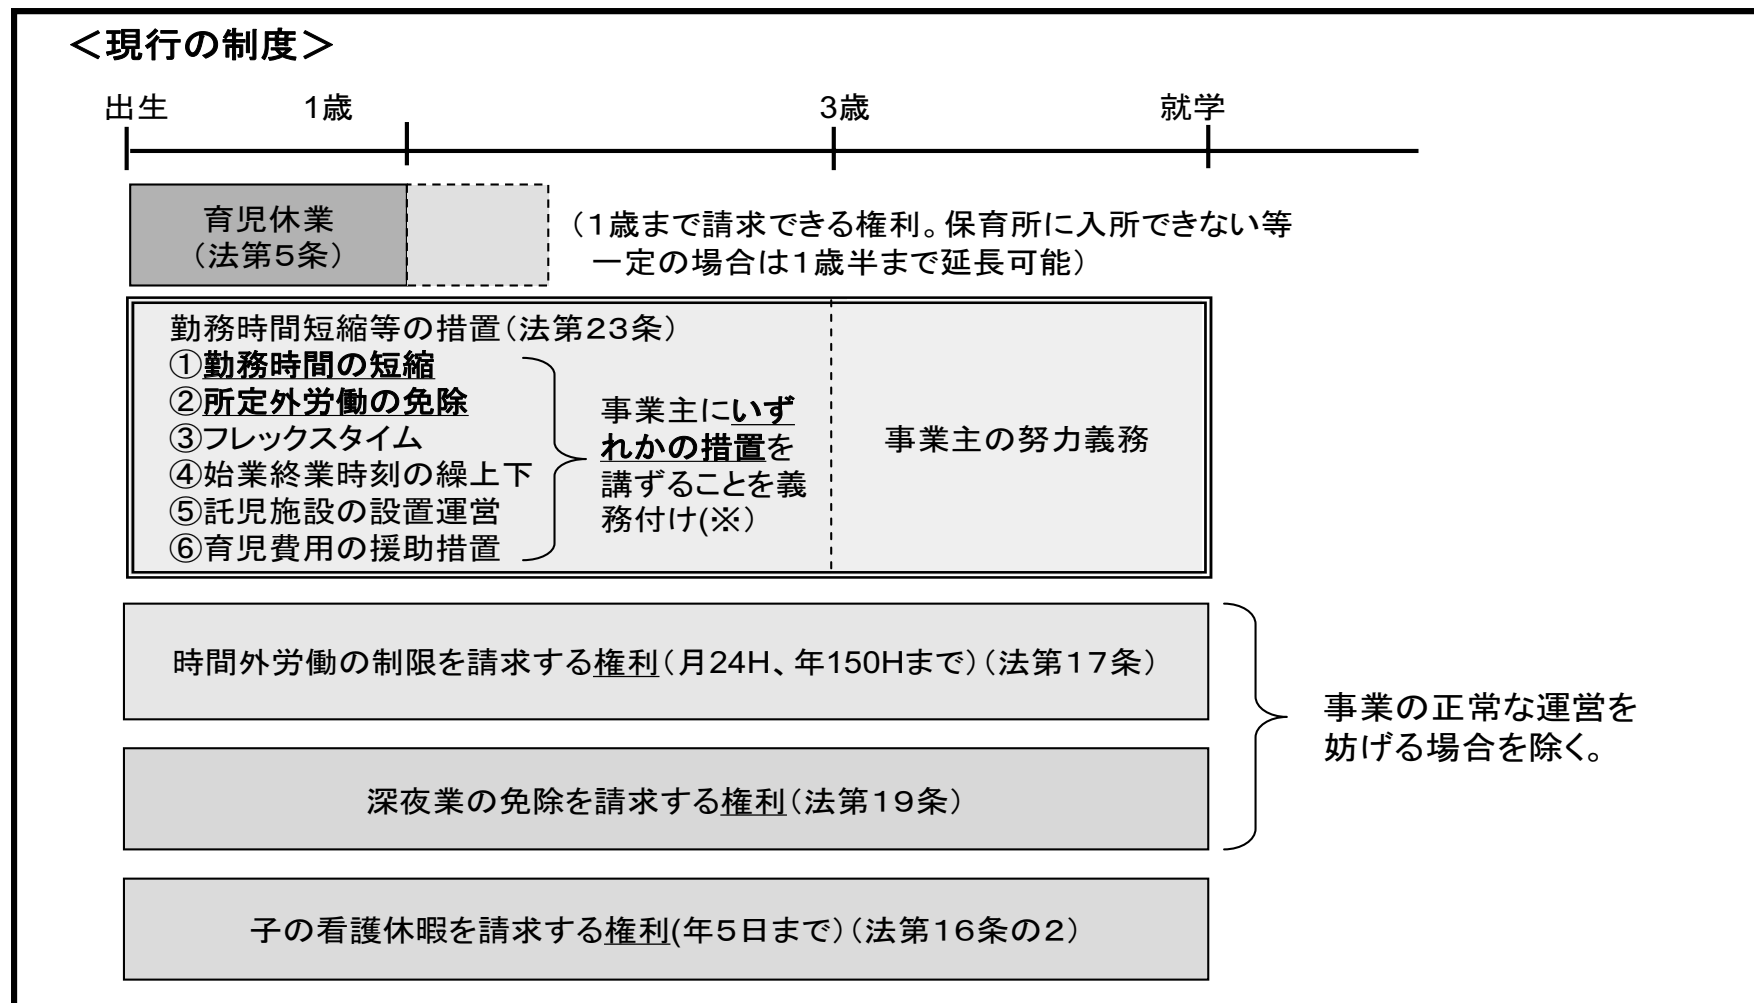 ＜現行の制度＞
出生 1歳 3歳 就学
育児休業
（法第５条）
（１歳まで請求できる権利。保育所に入所できない等
一定の場合は１歳半まで延長可能）
勤務時間短縮等の措置（法第２３条）
①勤務時間の短縮
②所定外労働の免除
③フレックスタイム
④始業終業時刻の繰上下
⑤託児施設の設置運営
⑥育児費用の援助措置
事業主にいず
れかの措置を
講ずることを義
務付け(※）
事業主の努力義務
時間外労働の制限を請求する権利（月24H、年150Hまで）（法第１７条）
深夜業の免除を請求する権利（法第１９条）
事業の正常な運営を
妨げる場合を除く。
子の看護休暇を請求する権利(年５日まで）（法第１６条の２）